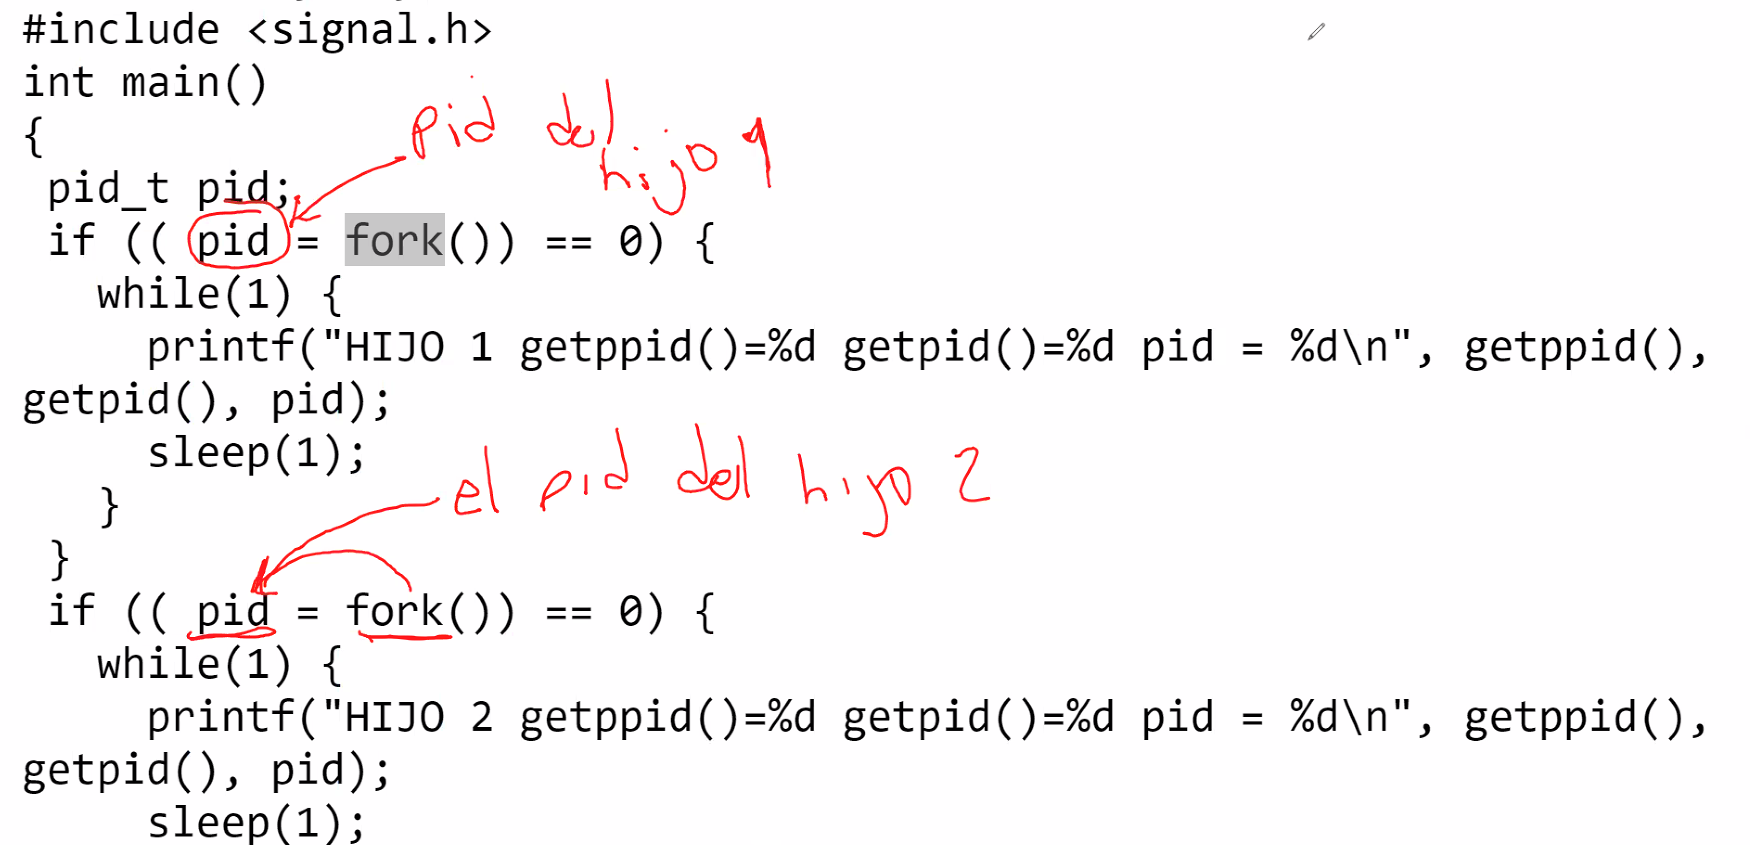 #include <signal.h>
int main()
{
pid del
hijo 1
pid_t pid;
if (( pid = fork()) == 0) {
while(1) {
printf("HIJO 1 getppid()=%d getpid()=%d pid = %d\n", getppid(),
getpid(), pid);
sleep(1);
el pid del hijo 2
}
}
if (( pid = fork()) == 0) {
while(1) {
printf("HIJO 2 getppid()=%d getpid()=%d pid = %d\n", getppid(),
getpid(), pid);
sleep(1);